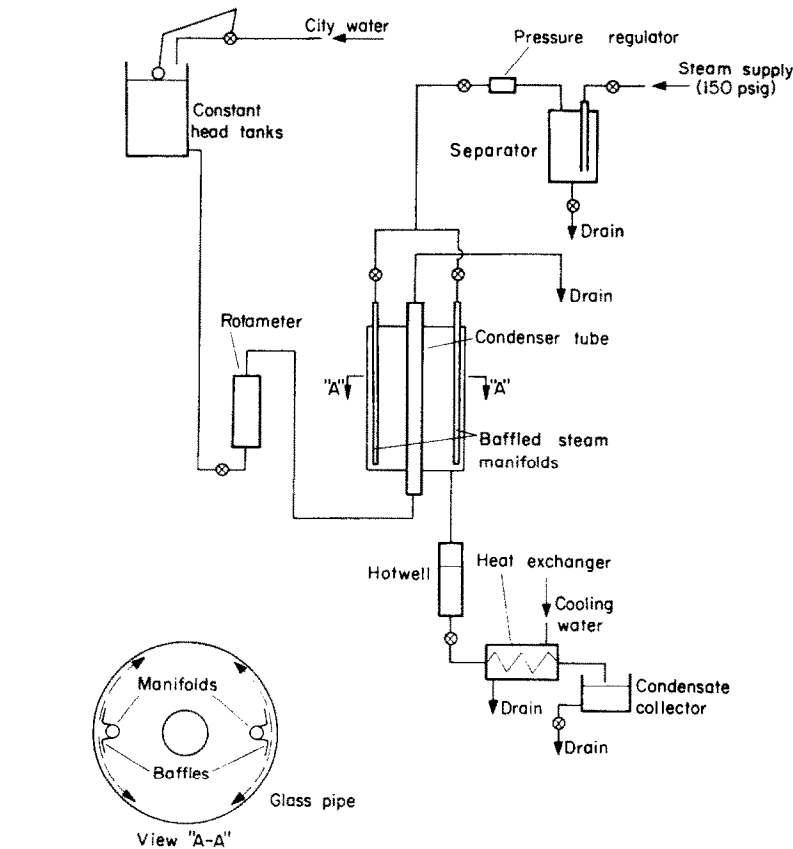 City water
Pressure regulator
Steam supply
(150 psig)
Constant
head tanks
Separator
Drain
Drain
Rotameter
Condenser tube
"A"
"A"
Baffled steam
manifolds
Hotwell
Heat exchanger
Cooling
water
Manifolds
Condensate
collector
Drain
Drain
Baffles
Glass pipe
View "A-A"